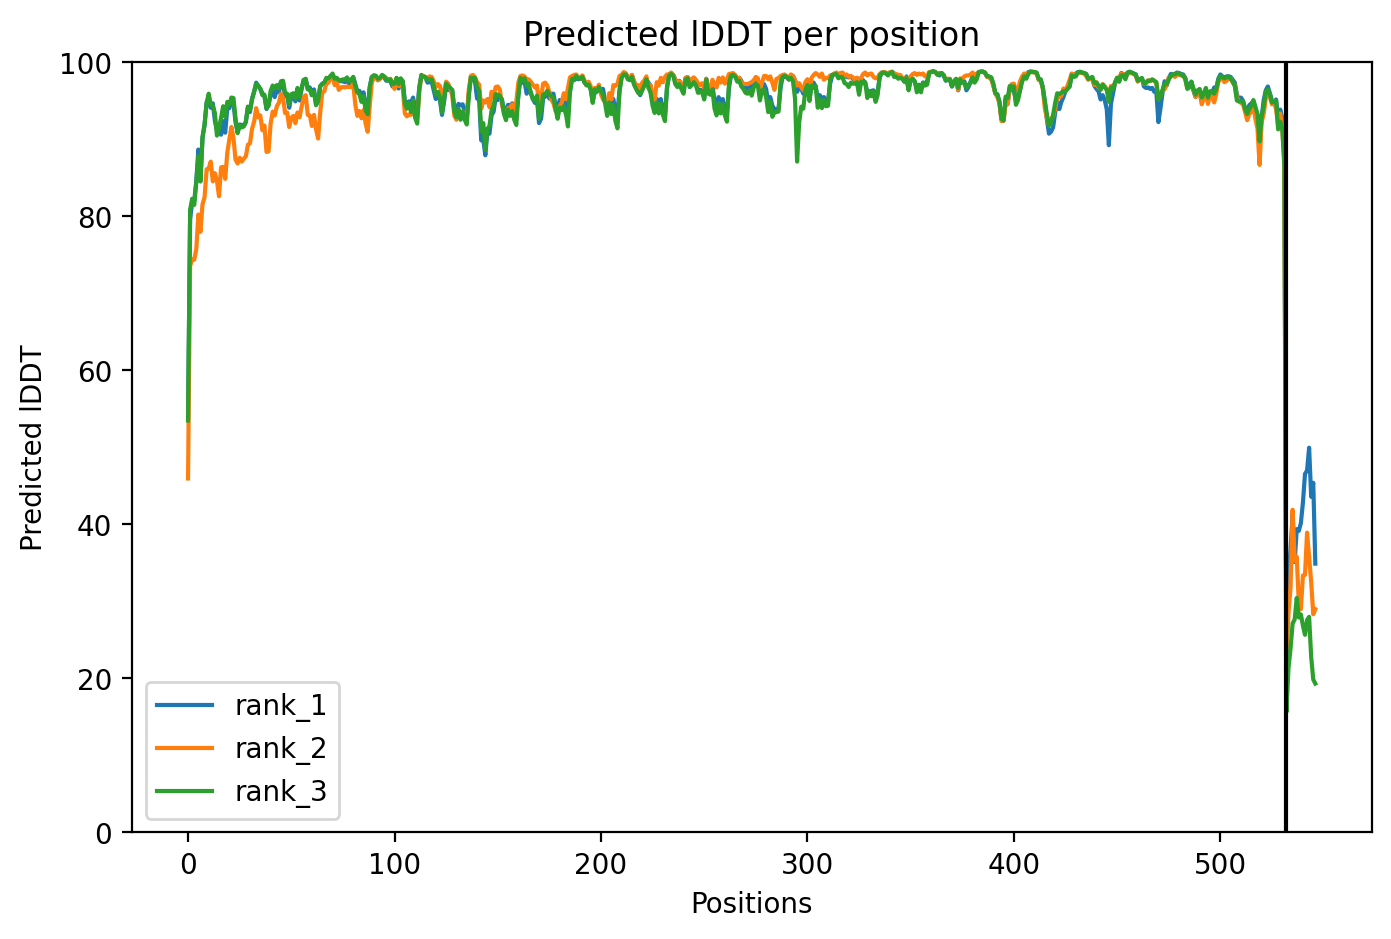 Predicted lDDT per position
Predicted lDDT
100
80
60
40
20
0
rank_1
rank_2
rank_3
0 100 200 300 400 500
Positions